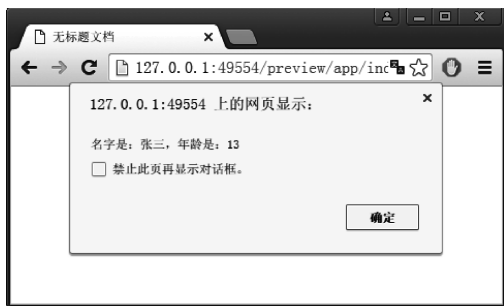 无标题文档
127.0.0.1:49554/preview/app/ind
127.0.0.1:49554 上的网页显示:
名字是: 张三, 年龄是: 13
禁止此页再显示对话框。
确定